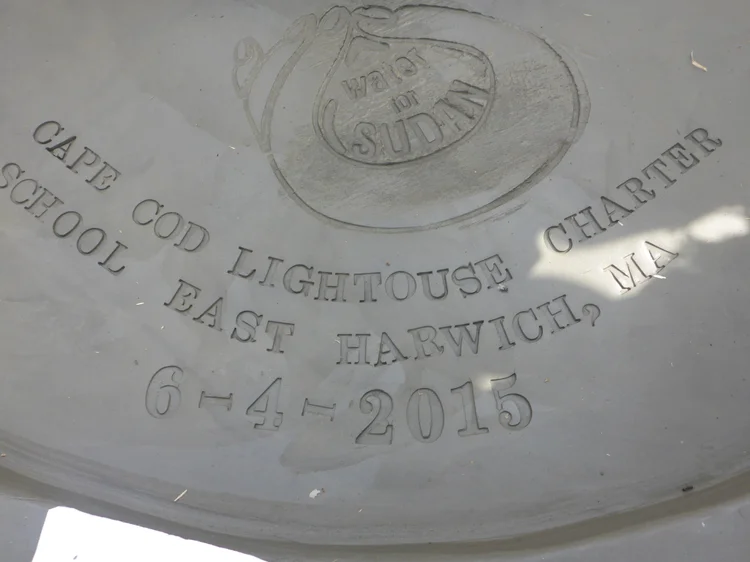 water
for
SUDAN
CAPE COD LIGHTOUSE CHARTER
SCHOOL EAST HARWICH, MA
6-4-2015